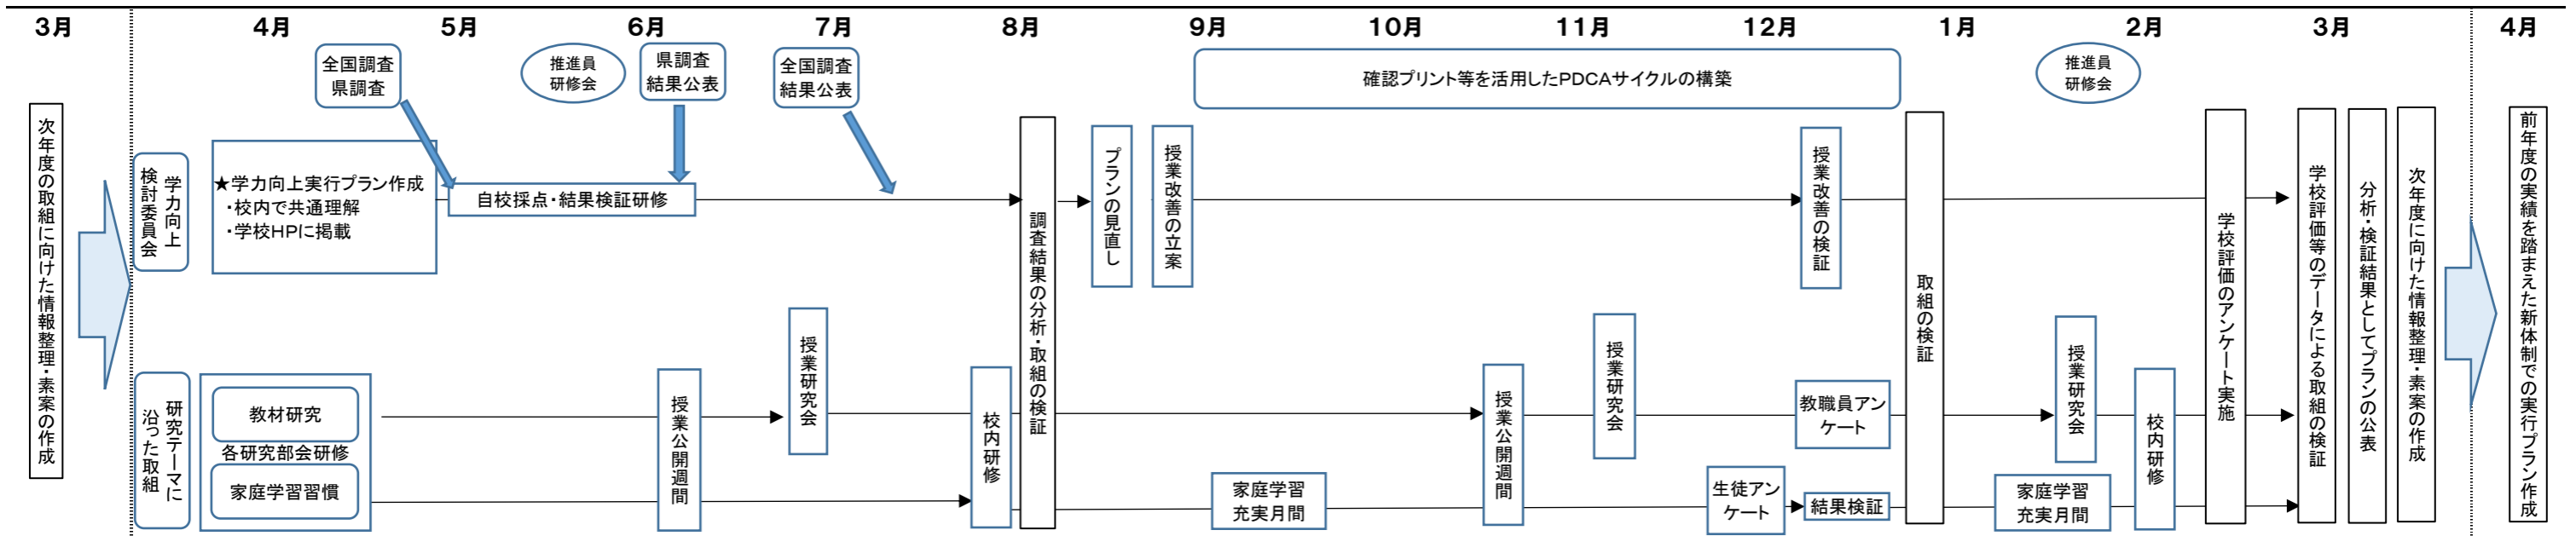 3月
4月
5月
6月
7月
8月
9月
10月
11月
12月
1月
2月
3月
4月
全国調査
県調査
推進員
研修会
県調査
結果公表
全国調査
結果公表
確認プリント等を活用したPDCAサイクルの構築
推進員
研修会
次年度の取組に向けた情報整理・素案の作成
学力向上
検討委員会
★学力向上実行プラン作成
・校内で共通理解
・学校HPに掲載
自校採点・結果検証研修
調査結果の分析・取組の検証
プランの見直し
授業改善の立案
授業改善の検証
取組の検証
学校評価のアンケート実施
学校評価等のデータによる取組の検証
分析・検証結果としてプランの公表
次年度に向けた情報整理・素案の作成
前年度の実績を踏まえた新体制での実行プラン作成
研究テーマに
沿った取組
教材研究
各研究部会研修
家庭学習習慣
授業公開週間
授業研究会
校内研修
家庭学習
充実月間
授業公開週間
授業研究会
教職員アン
ケート
生徒アン
ケート
結果検証
家庭学習
充実月間
授業研究会
校内研修